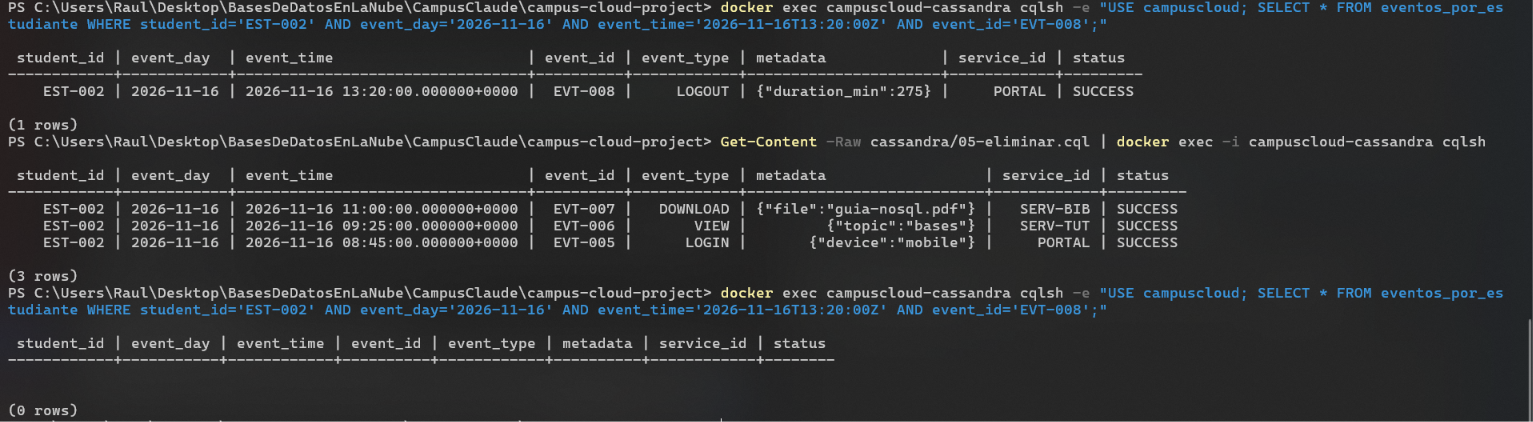 PS C:\Users\Raul\Desktop\BasesDeDatosEnLaNube\CampusClaude\campus-cloud-project> docker exec campuscloud-cassandra cqlsh -e "USE campuscloud; SELECT * FROM eventos_por_es
tudiante WHERE student_id='EST-002' AND event_day='2026-11-16' AND event_time='2026-11-16T13:20:00Z' AND event_id='EVT-008';"
 student_id | event_day  | event_time                      | event_id | event_type | metadata             | service_id | status
------------+------------+---------------------------------+----------+------------+----------------------+------------+---------
    EST-002 | 2026-11-16 | 2026-11-16 13:20:00.000000+0000 |  EVT-008 |     LOGOUT | {"duration_min":275} |     PORTAL | SUCCESS
(1 rows)
PS C:\Users\Raul\Desktop\BasesDeDatosEnLaNube\CampusClaude\campus-cloud-project> Get-Content -Raw cassandra/05-eliminar.cql | docker exec -i campuscloud-cassandra cqlsh
 student_id | event_day  | event_time                      | event_id | event_type | metadata                  | service_id | status
------------+------------+---------------------------------+----------+------------+---------------------------+------------+---------
    EST-002 | 2026-11-16 | 2026-11-16 11:00:00.000000+0000 |  EVT-007 |   DOWNLOAD | {"file":"guia-nosql.pdf"} |   SERV-BIB | SUCCESS
    EST-002 | 2026-11-16 | 2026-11-16 09:25:00.000000+0000 |  EVT-006 |       VIEW |         {"topic":"bases"} |   SERV-TUT | SUCCESS
    EST-002 | 2026-11-16 | 2026-11-16 08:45:00.000000+0000 |  EVT-005 |      LOGIN |       {"device":"mobile"} |     PORTAL | SUCCESS
(3 rows)
PS C:\Users\Raul\Desktop\BasesDeDatosEnLaNube\CampusClaude\campus-cloud-project> docker exec campuscloud-cassandra cqlsh -e "USE campuscloud; SELECT * FROM eventos_por_es
tudiante WHERE student_id='EST-002' AND event_day='2026-11-16' AND event_time='2026-11-16T13:20:00Z' AND event_id='EVT-008';"
 student_id | event_day | event_time | event_id | event_type | metadata | service_id | status
------------+-----------+------------+----------+------------+----------+------------+--------
(0 rows)